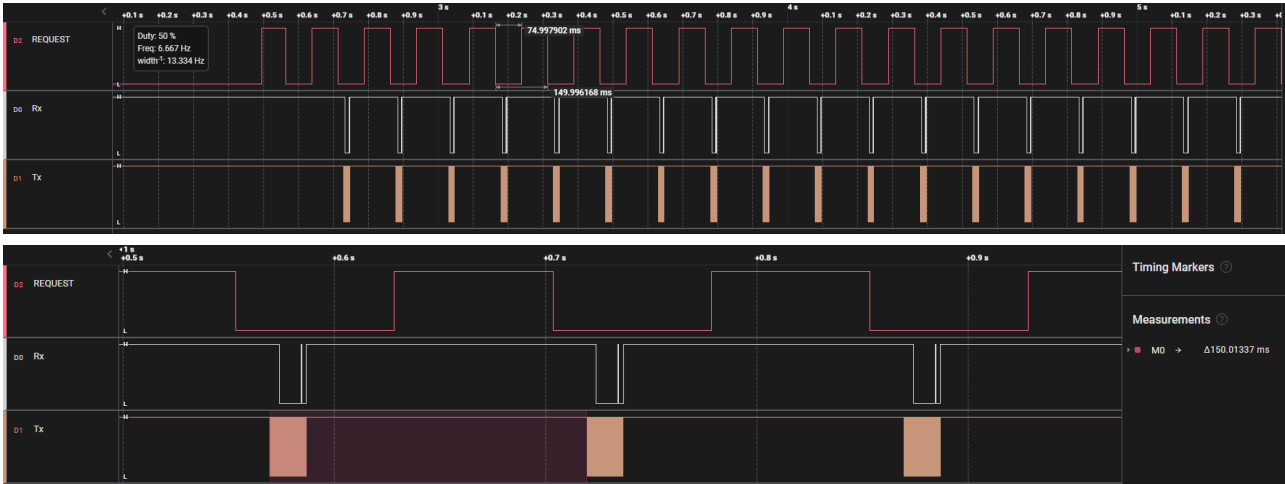 3 s 4 s 5 s
+0.1 s +0.2 s +0.3 s +0.4 s +0.5 s +0.6 s +0.7 s +0.8 s +0.9 s +0.1 s +0.2 s +0.3 s +0.4 s +0.5 s +0.6 s +0.7 s +0.8 s +0.9 s +0.1 s +0.2 s +0.3 s +0.4 s +0.5 s +0.6 s +0.7 s +0.8 s +0.9 s +0.1 s +0.2 s +0.3 s
D2 REQUEST
H
L
Duty: 50 %
Freq: 6.667 Hz
width⁻¹: 13.334 Hz
74.997902 ms
149.996168 ms
D0 Rx
H
L
D1 Tx
H
L
1 s
+0.5 s +0.6 s +0.7 s +0.8 s +0.9 s
D2 REQUEST
H
L
D0 Rx
H
L
D1 Tx
H
L
Timing Markers
Measurements
M0 → Δ150.01337 ms